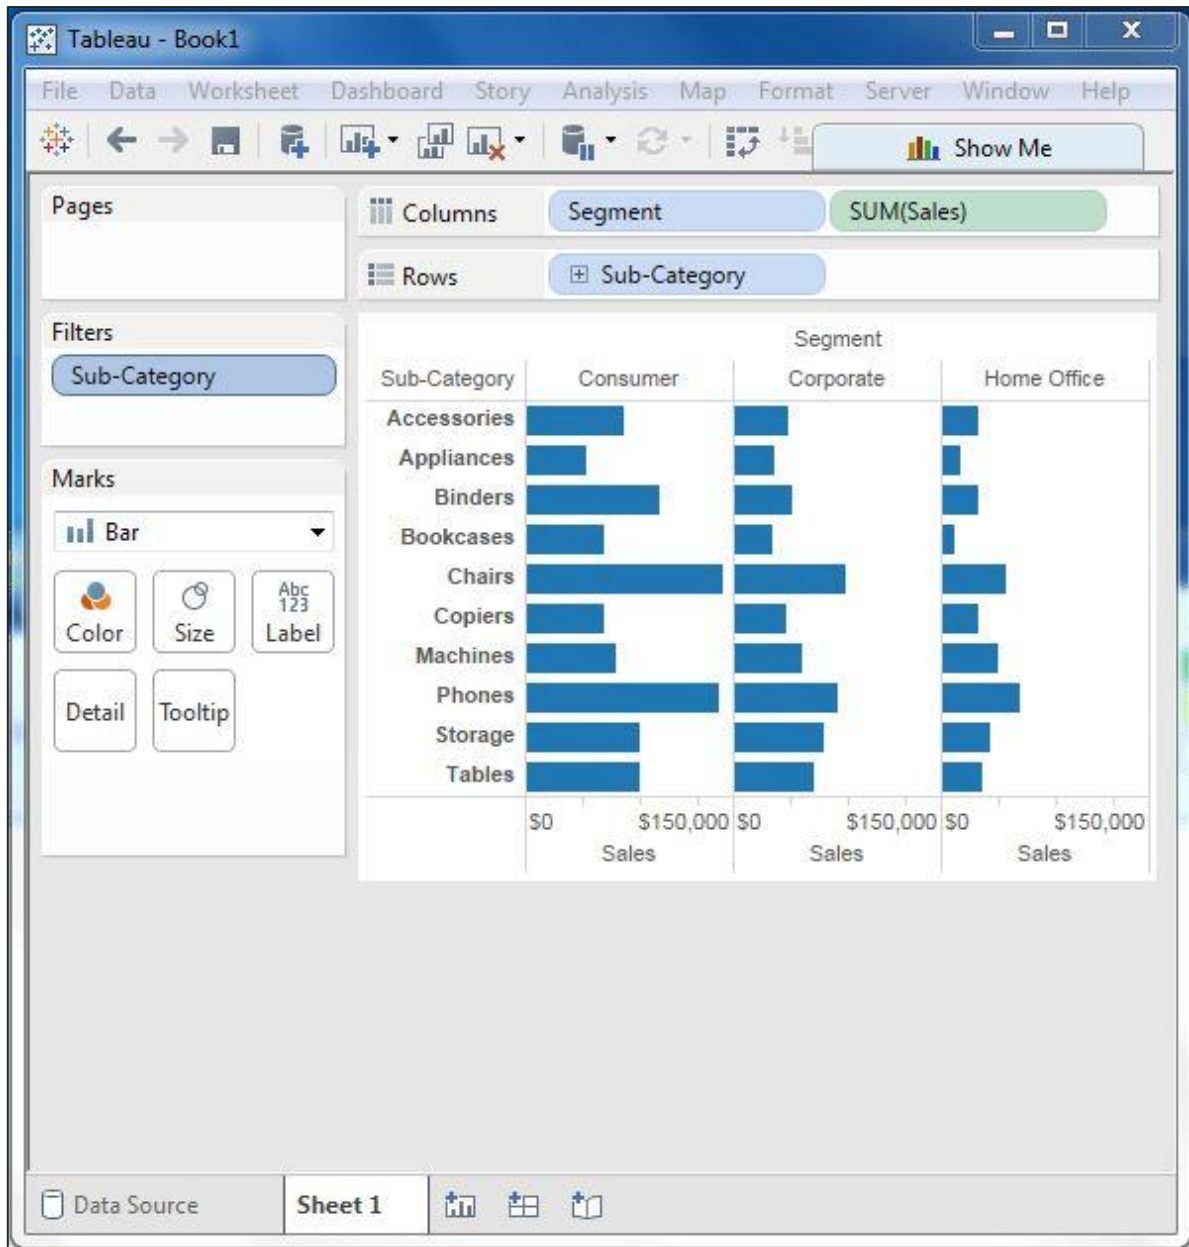 Tableau - Book1
File Data Worksheet Dashboard Story Analysis Map Format Server Window Help
Show Me
Pages
Columns Segment SUM(Sales)
Rows Sub-Category
Filters
Sub-Category
Marks
Bar
Color Size Abc 123 Label
Detail Tooltip
Segment
Sub-Category Consumer Corporate Home Office
Accessories
Appliances
Binders
Bookcases
Chairs
Copiers
Machines
Phones
Storage
Tables
$0 $150,000 $0 $150,000 $0 $150,000
Sales Sales Sales
Data Source Sheet 1